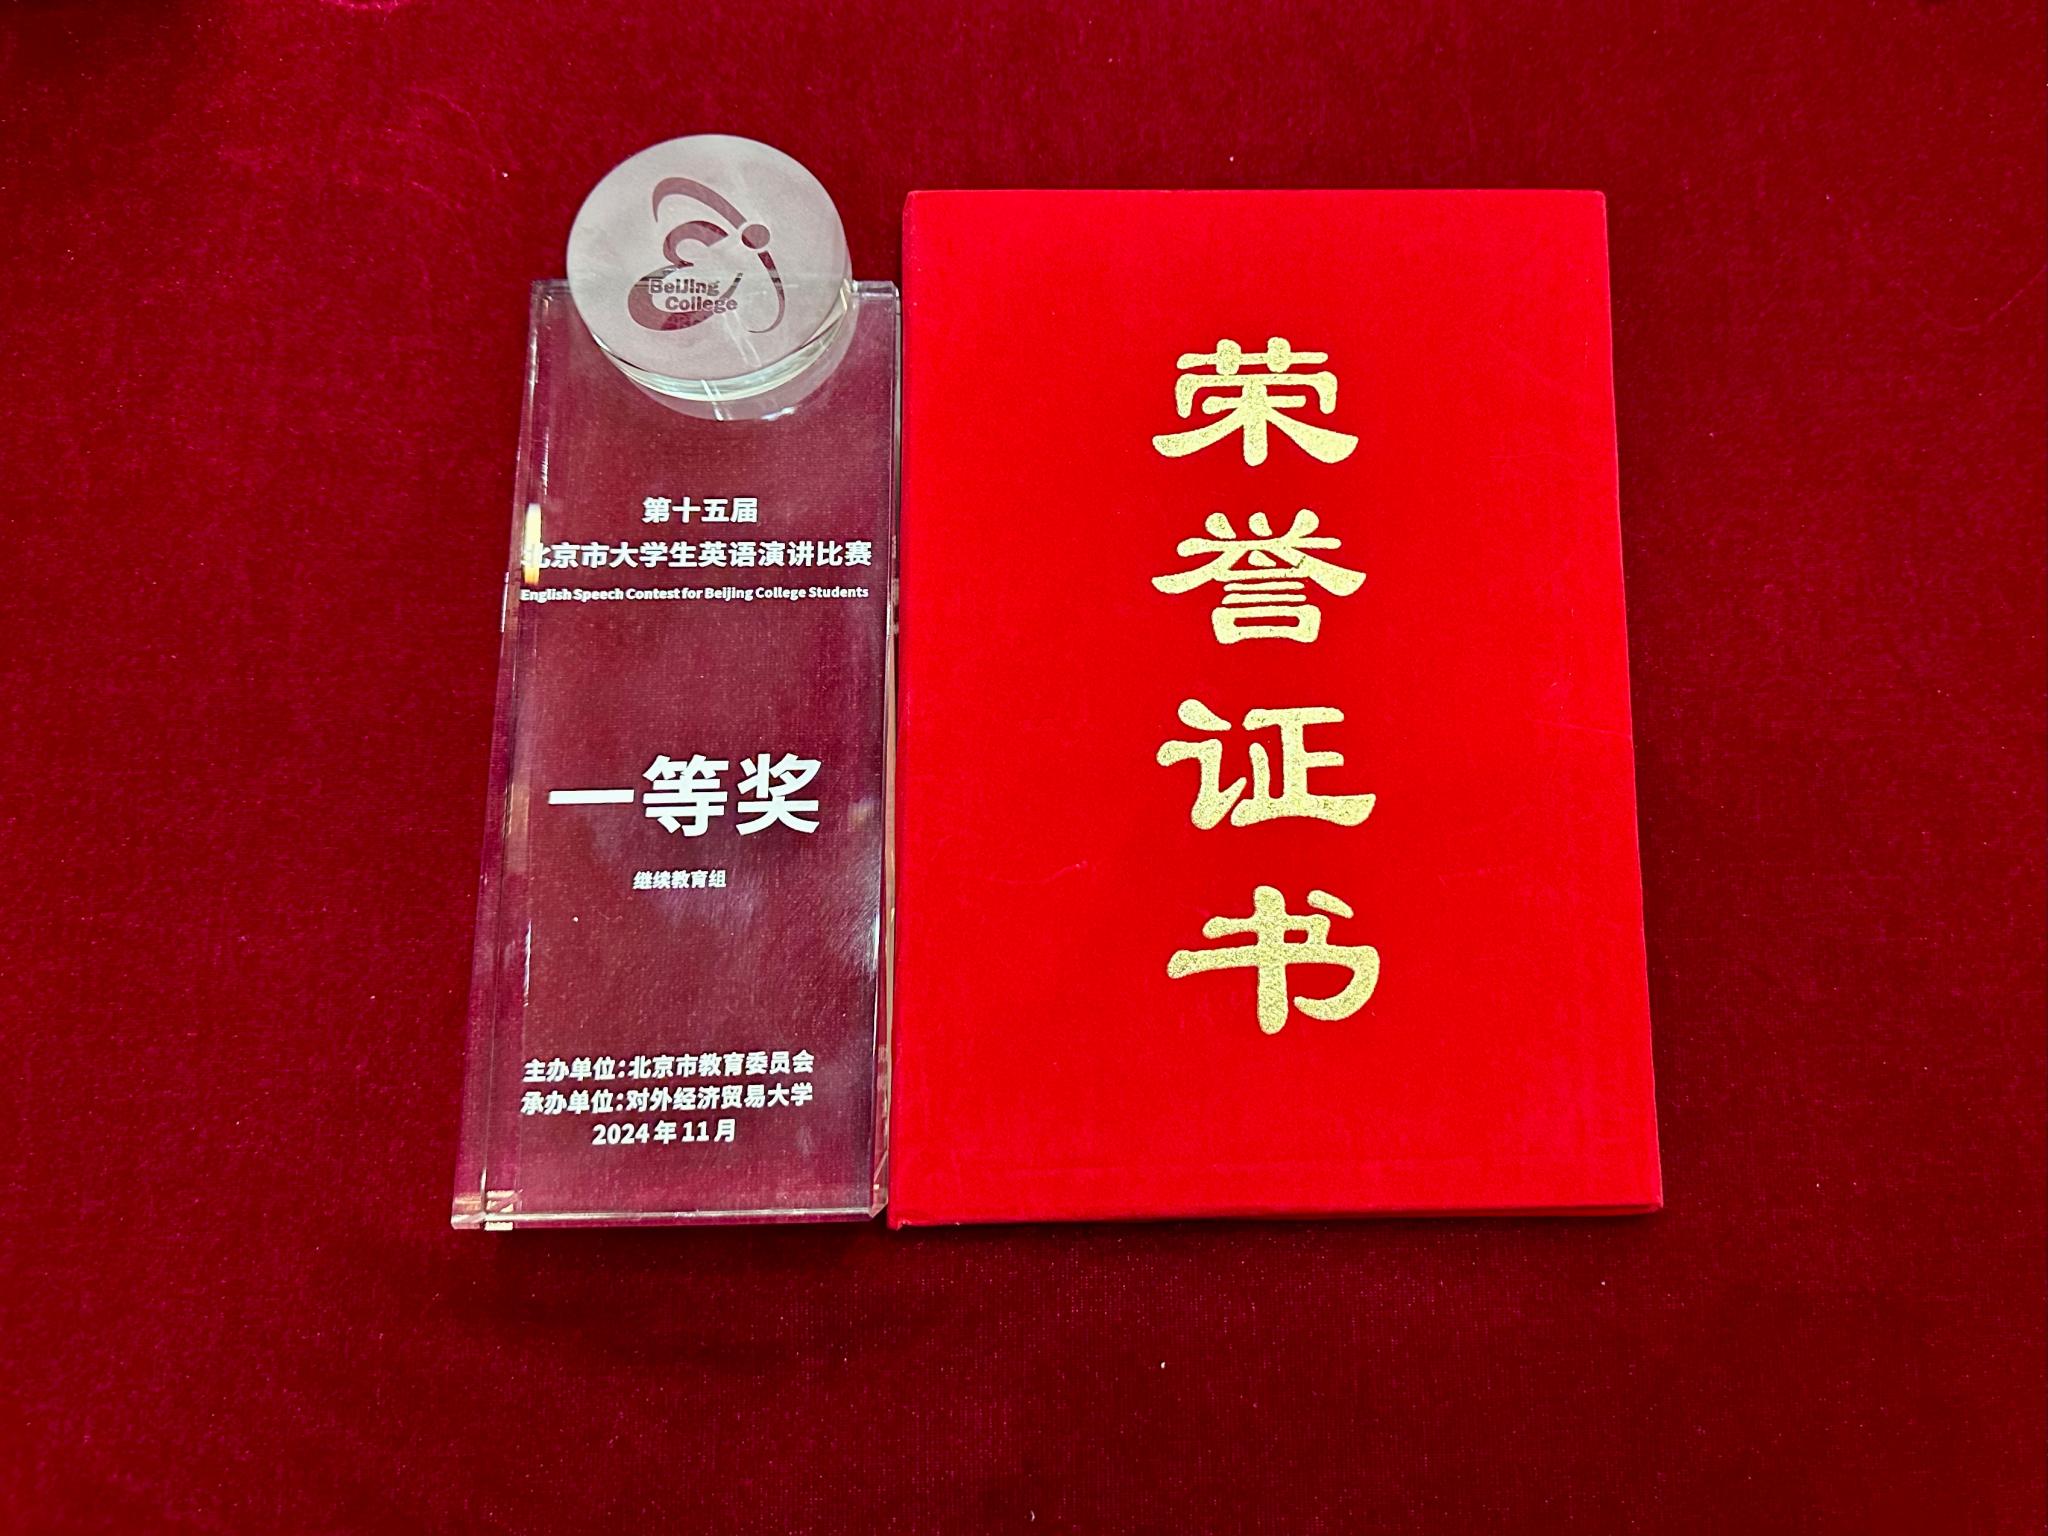 BeiJing
College
第十五届
北京市大学生英语演讲比赛
English Speech Contest for Beijing College Students
一等奖
继续教育组
主办单位:北京市教育委员会
承办单位:对外经济贸易大学
2024年11月
荣
誉
证
书